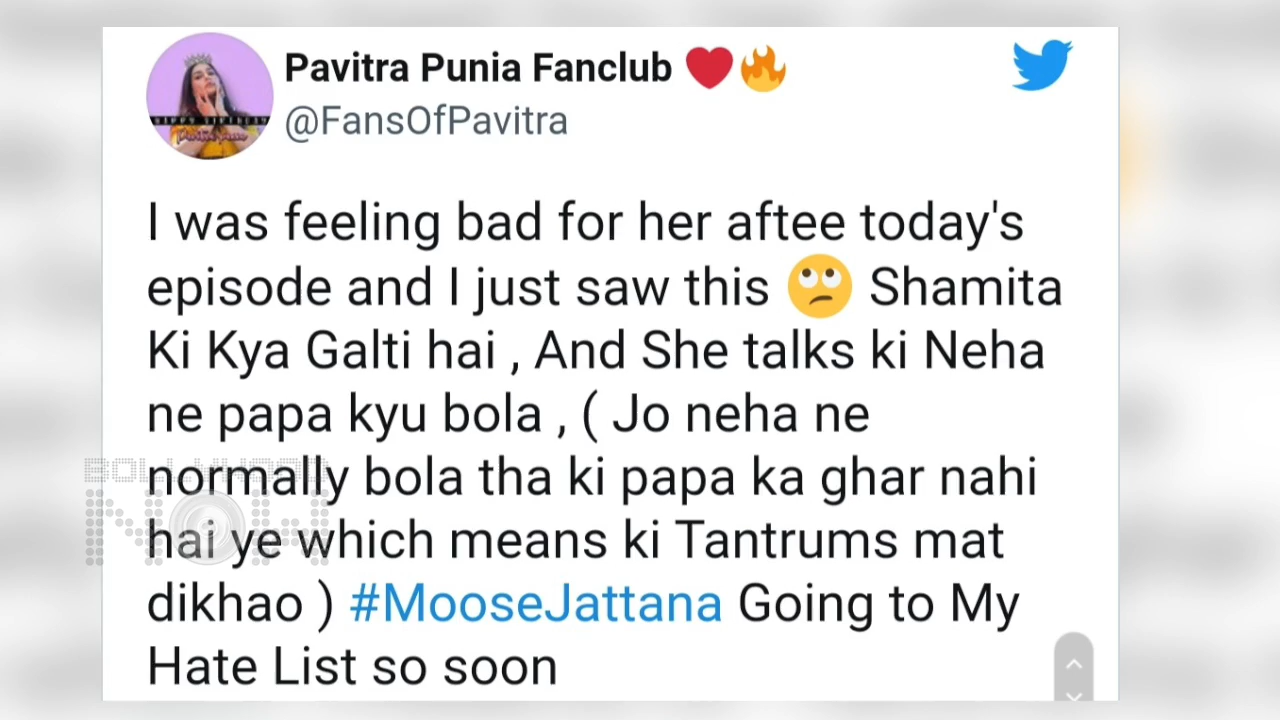 Pavitra Punia Fanclub ❤️🔥
@FansOfPavitra
I was feeling bad for her aftee today's
episode and I just saw this 🙄 Shamita
Ki Kya Galti hai , And She talks ki Neha
ne papa kyu bola , ( Jo neha ne
normally bola tha ki papa ka ghar nahi
hai ye which means ki Tantrums mat
dikhao ) #MooseJattana Going to My
Hate List so soon
BOLLYWOOD
NOW